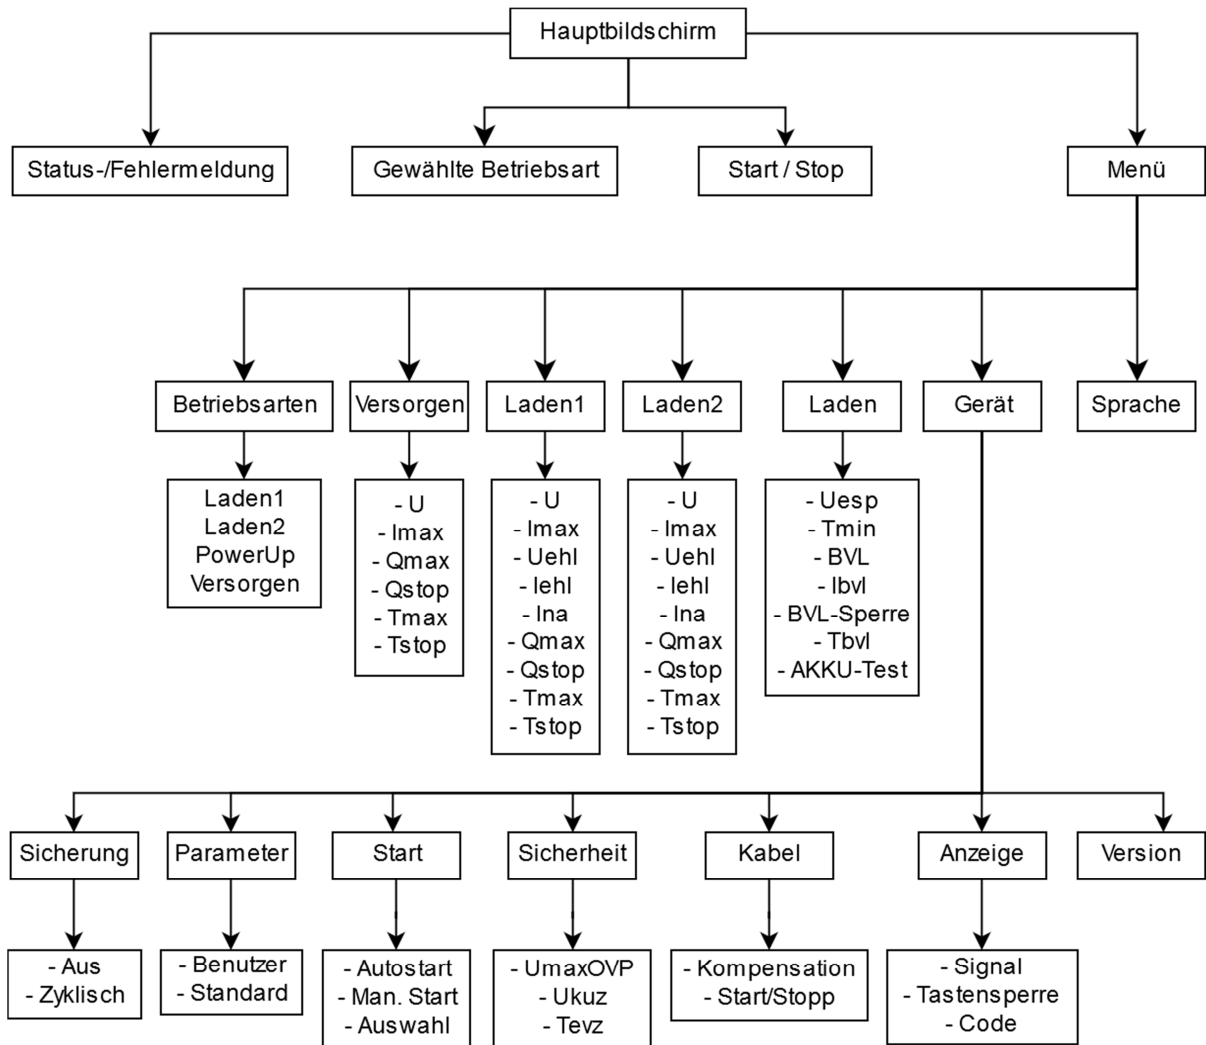 Hauptbildschirm
Status-/Fehlermeldung
Gewählte Betriebsart
Start / Stop
Menü
Betriebsarten
Versorgen
Laden1
Laden2
Laden
Gerät
Sprache
Laden1
Laden2
PowerUp
Versorgen
- U
- Imax
- Qmax
- Qstop
- Tmax
- Tstop
- U
- Imax
- Uehl
- Iehl
- Ina
- Qmax
- Qstop
- Tmax
- Tstop
- U
- Imax
- Uehl
- Iehl
- Ina
- Qmax
- Qstop
- Tmax
- Tstop
- Uesp
- Tmin
- BVL
- Ibvl
- BVL-Sperre
- Tbvl
- AKKU-Test
Sicherung
Parameter
Start
Sicherheit
Kabel
Anzeige
Version
- Aus
- Zyklisch
- Benutzer
- Standard
- Autostart
- Man. Start
- Auswahl
- UmaxOVP
- Ukuz
- Tevz
- Kompensation
- Start/Stopp
- Signal
- Tastensperre
- Code